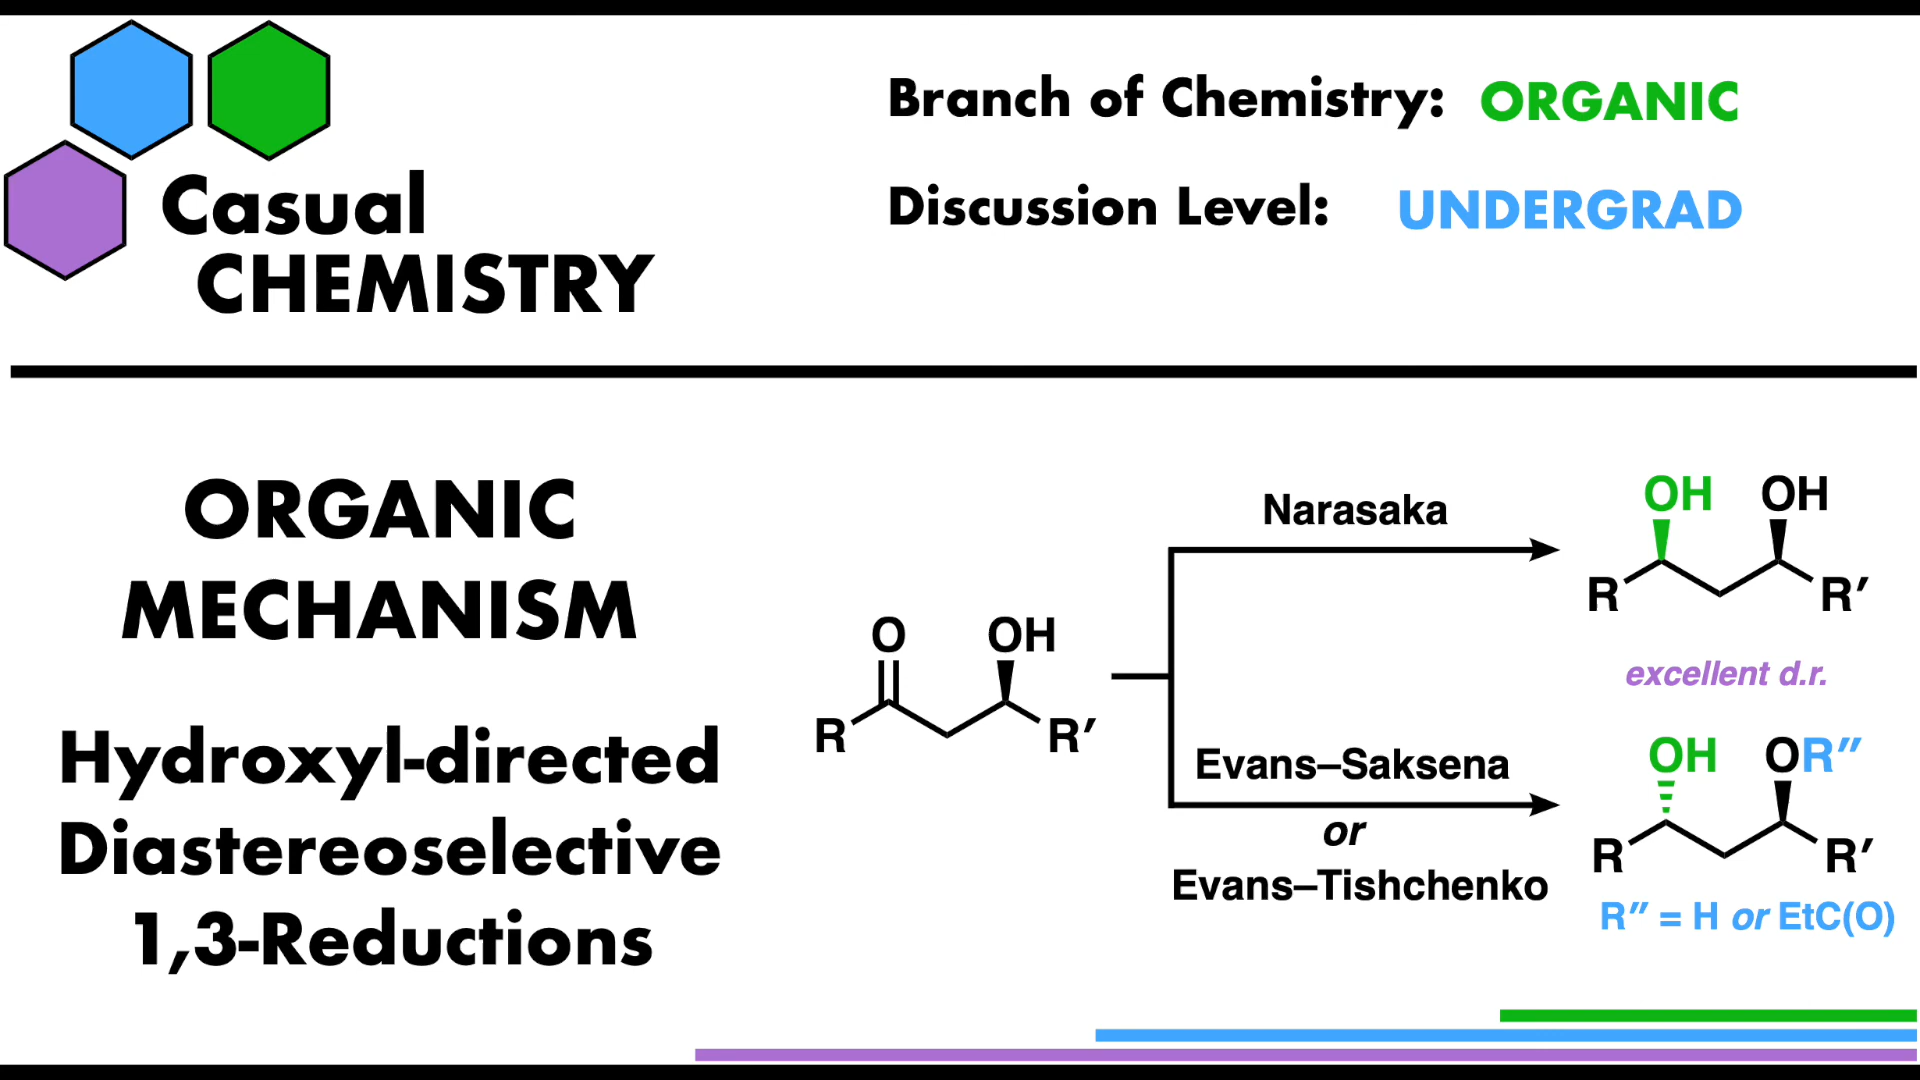 Casual
CHEMISTRY
Branch of Chemistry: ORGANIC
Discussion Level: UNDERGRAD
ORGANIC
MECHANISM
Hydroxyl-directed
Diastereoselective
1,3-Reductions
O OH
R R′
Narasaka
Evans–Saksena
or
Evans–Tishchenko
OH OH
R R′
excellent d.r.
OH OR″
R R′
R″ = H or EtC(O)